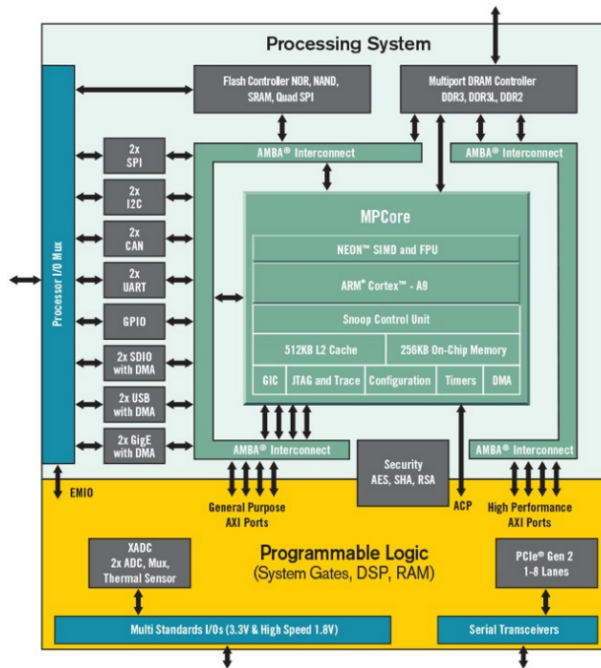 Processing System
Flash Controller NOR, NAND,
SRAM, Quad SPI
Multiport DRAM Controller
DDR3, DDR3L, DDR2
Processor I/O Mux
2x
SPI
2x
I2C
2x
CAN
2x
UART
GPIO
2x SDIO
with DMA
2x USB
with DMA
2x GigE
with DMA
AMBA® Interconnect
AMBA® Interconnect
MPCore
NEON™ SIMD and FPU
ARM® Cortex™ - A9
Snoop Control Unit
512KB L2 Cache
256KB On-Chip Memory
GIC
JTAG and Trace
Configuration
Timers
DMA
AMBA® Interconnect
AMBA® Interconnect
Security
AES, SHA, RSA
EMIO
General Purpose
AXI Ports
ACP
High Performance
AXI Ports
XADC
2x ADC, Mux,
Thermal Sensor
Programmable Logic
(System Gates, DSP, RAM)
PCIe® Gen 2
1-8 Lanes
Multi Standards I/Os (3.3V & High Speed 1.8V)
Serial Transceivers